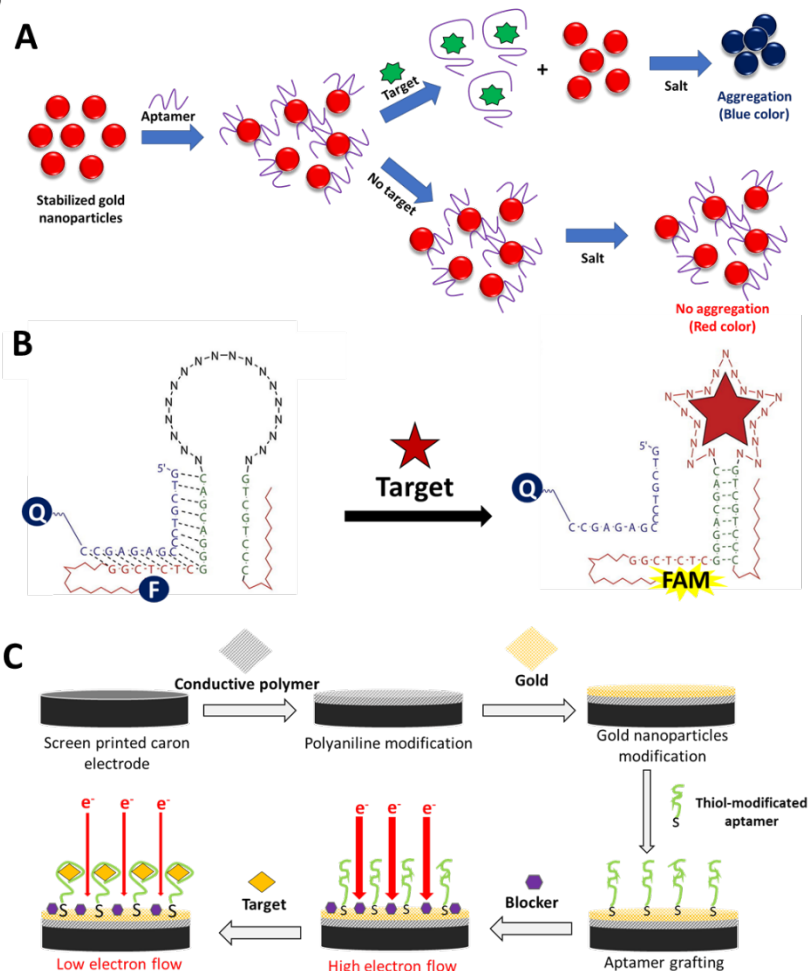 A
Aptamer
Stabilized gold
nanoparticles
Target
+
Salt
Aggregation
(Blue color)
No target
Salt
No aggregation
(Red color)
B
5'
Q
C-C-G-A-G-A-G-C
G-G-C-T-C-T-C-G
F
Target
5'
Q
C-C-G-A-G-A-G-C
G-G-C-T-C-T-C-G
FAM
C
Conductive polymer
Gold
Screen printed caron
electrode
Polyaniline modification
Gold nanoparticles
modification
Thiol-modificated
aptamer
S
e-
e-
e-
e-
e-
e-
Target
Blocker
S S S S
S S S S
S S S S
Low electron flow
High electron flow
Aptamer grafting